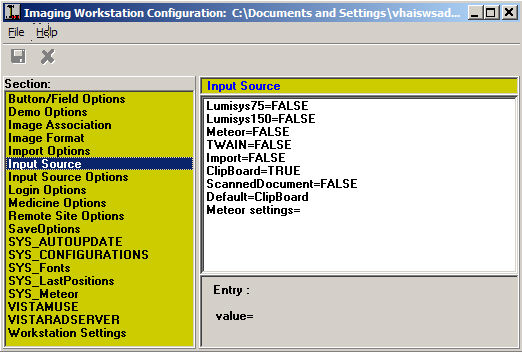 Imaging Workstation Configuration: C:\Documents and Settings\vhaiswsad...
File Help
Section:
Button/Field Options
Demo Options
Image Association
Image Format
Import Options
Input Source
Input Source Options
Login Options
Medicine Options
Remote Site Options
SaveOptions
SYS_AUTOUPDATE
SYS_CONFIGURATIONS
SYS_Fonts
SYS_LastPositions
SYS_Meteor
VISTAMUSE
VISTARADSERVER
Workstation Settings
Input Source
Lumisys75=FALSE
Lumisys150=FALSE
Meteor=FALSE
TWAIN=FALSE
Import=FALSE
ClipBoard=TRUE
ScannedDocument=FALSE
Default=ClipBoard
Meteor settings=
Entry :
value=